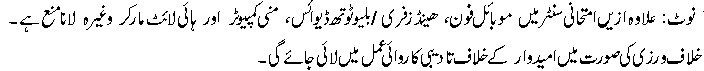 نوٹ: علاوہ ازیں امتحانی سنٹر میں موبائل فون، ہینڈز فری / بلیوٹوتھ ڈیوائس، منی کمپیوٹر اور ہائی لائٹ مارکر وغیرہ لانا منع ہے۔
خلاف ورزی کی صورت میں امیدوار کے خلاف تادیبی کاروائی عمل میں لائی جائے گی۔